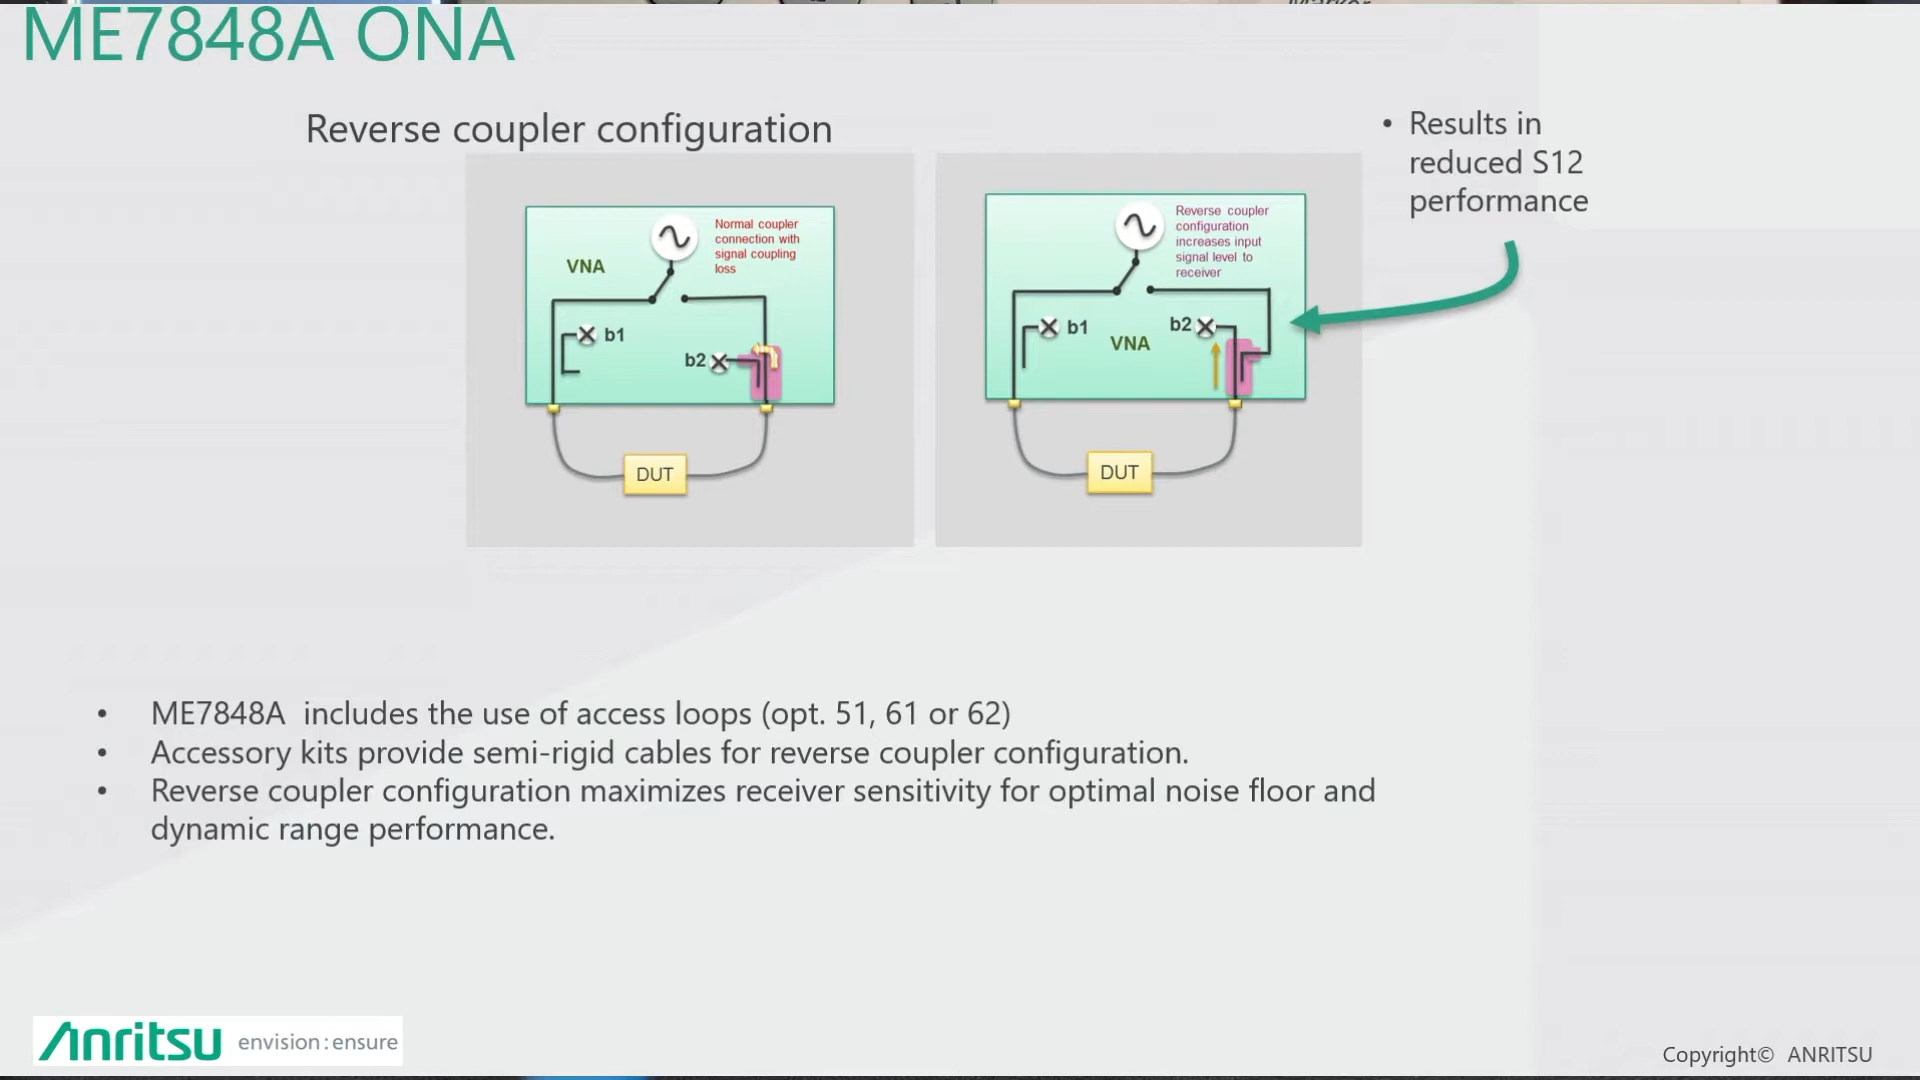 ME7848A ONA
Reverse coupler configuration
• Results in
reduced S12
performance
Normal coupler
connection with
signal coupling
loss
VNA
b1
b2
DUT
Reverse coupler
configuration
increases input
signal level to
receiver
b1
b2
VNA
DUT
• ME7848A includes the use of access loops (opt. 51, 61 or 62)
• Accessory kits provide semi-rigid cables for reverse coupler configuration.
• Reverse coupler configuration maximizes receiver sensitivity for optimal noise floor and
dynamic range performance.
Anritsu envision : ensure
Copyright© ANRITSU